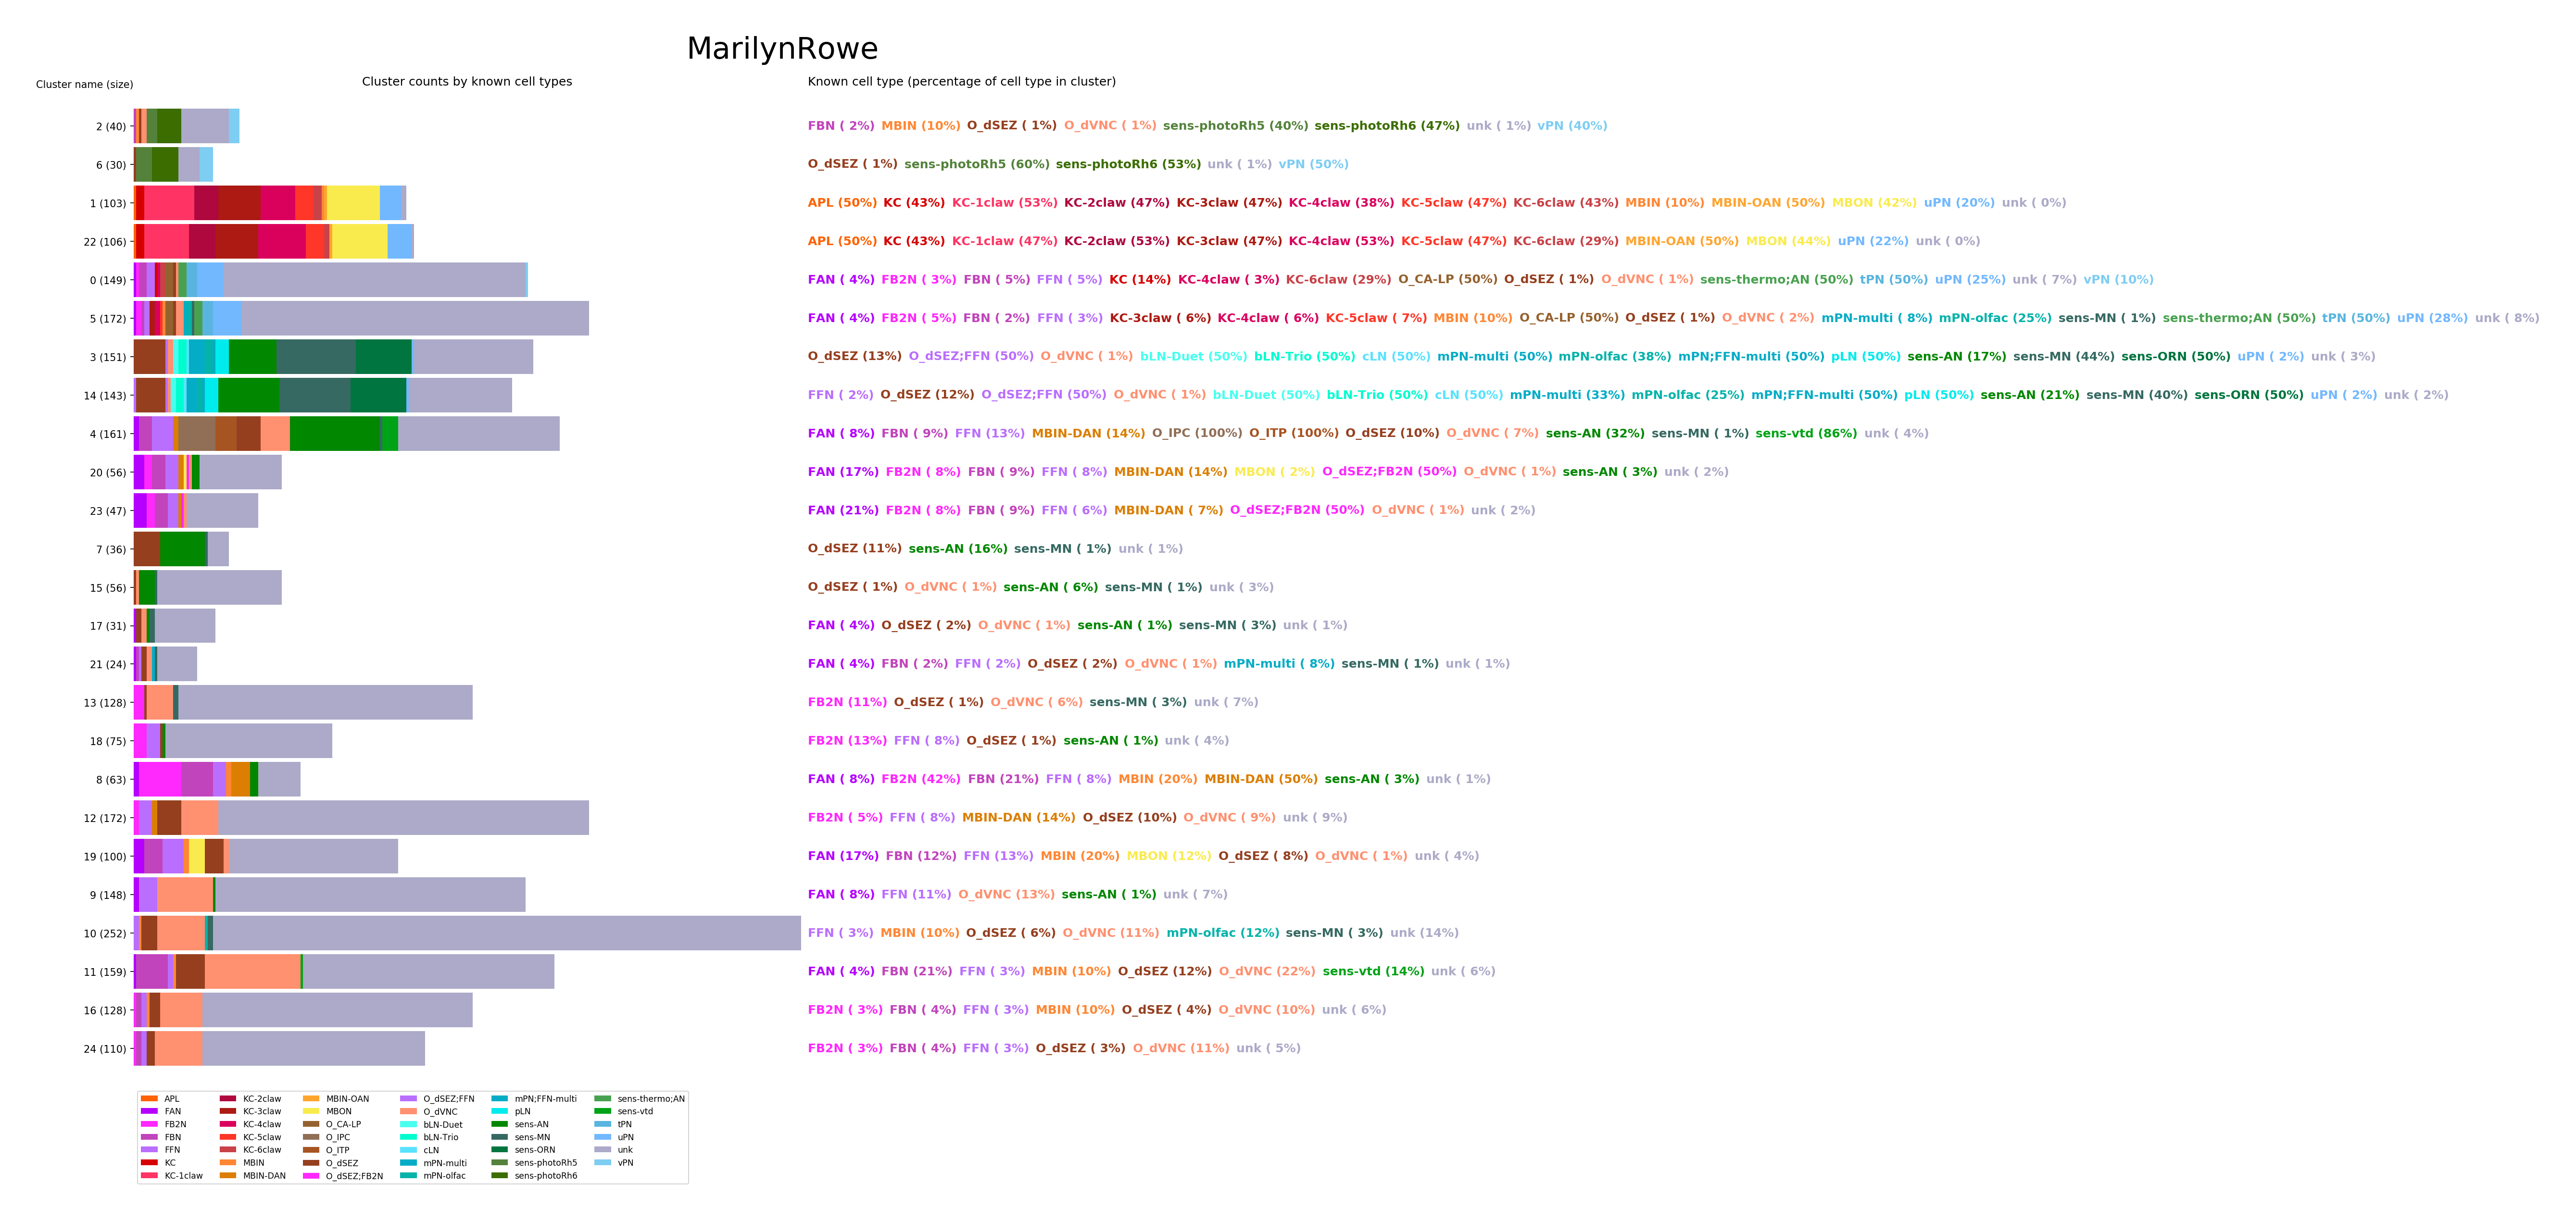 MarilynRowe
Cluster name (size) Cluster counts by known cell types Known cell type (percentage of cell type in cluster)
2 (40) FBN ( 2%) MBIN (10%) O_dSEZ ( 1%) O_dVNC ( 1%) sens-photoRh5 (40%) sens-photoRh6 (47%) unk ( 1%) vPN (40%)
6 (30) O_dSEZ ( 1%) sens-photoRh5 (60%) sens-photoRh6 (53%) unk ( 1%) vPN (50%)
1 (103) APL (50%) KC (43%) KC-1claw (53%) KC-2claw (47%) KC-3claw (47%) KC-4claw (38%) KC-5claw (47%) KC-6claw (43%) MBIN (10%) MBIN-OAN (50%) MBON (42%) uPN (20%) unk ( 0%)
22 (106) APL (50%) KC (43%) KC-1claw (47%) KC-2claw (53%) KC-3claw (47%) KC-4claw (53%) KC-5claw (47%) KC-6claw (29%) MBIN-OAN (50%) MBON (44%) uPN (22%) unk ( 0%)
0 (149) FAN ( 4%) FB2N ( 3%) FBN ( 5%) FFN ( 5%) KC (14%) KC-4claw ( 3%) KC-6claw (29%) O_CA-LP (50%) O_dSEZ ( 1%) O_dVNC ( 1%) sens-thermo;AN (50%) tPN (50%) uPN (25%) unk ( 7%) vPN (10%)
5 (172) FAN ( 4%) FB2N ( 5%) FBN ( 2%) FFN ( 3%) KC-3claw ( 6%) KC-4claw ( 6%) KC-5claw ( 7%) MBIN (10%) O_CA-LP (50%) O_dSEZ ( 1%) O_dVNC ( 2%) mPN-multi ( 8%) mPN-olfac (25%) sens-MN ( 1%) sens-thermo;AN (50%) tPN (50%) uPN (28%) unk ( 8%)
3 (151) O_dSEZ (13%) O_dSEZ;FFN (50%) O_dVNC ( 1%) bLN-Duet (50%) bLN-Trio (50%) cLN (50%) mPN-multi (50%) mPN-olfac (38%) mPN;FFN-multi (50%) pLN (50%) sens-AN (17%) sens-MN (44%) sens-ORN (50%) uPN ( 2%) unk ( 3%)
14 (143) FFN ( 2%) O_dSEZ (12%) O_dSEZ;FFN (50%) O_dVNC ( 1%) bLN-Duet (50%) bLN-Trio (50%) cLN (50%) mPN-multi (33%) mPN-olfac (25%) mPN;FFN-multi (50%) pLN (50%) sens-AN (21%) sens-MN (40%) sens-ORN (50%) uPN ( 2%) unk ( 2%)
4 (161) FAN ( 8%) FBN ( 9%) FFN (13%) MBIN-DAN (14%) O_IPC (100%) O_ITP (100%) O_dSEZ (10%) O_dVNC ( 7%) sens-AN (32%) sens-MN ( 1%) sens-vtd (86%) unk ( 4%)
20 (56) FAN (17%) FB2N ( 8%) FBN ( 9%) FFN ( 8%) MBIN-DAN (14%) MBON ( 2%) O_dSEZ;FB2N (50%) O_dVNC ( 1%) sens-AN ( 3%) unk ( 2%)
23 (47) FAN (21%) FB2N ( 8%) FBN ( 9%) FFN ( 6%) MBIN-DAN ( 7%) O_dSEZ;FB2N (50%) O_dVNC ( 1%) unk ( 2%)
7 (36) O_dSEZ (11%) sens-AN (16%) sens-MN ( 1%) unk ( 1%)
15 (56) O_dSEZ ( 1%) O_dVNC ( 1%) sens-AN ( 6%) sens-MN ( 1%) unk ( 3%)
17 (31) FAN ( 4%) O_dSEZ ( 2%) O_dVNC ( 1%) sens-AN ( 1%) sens-MN ( 3%) unk ( 1%)
21 (24) FAN ( 4%) FBN ( 2%) FFN ( 2%) O_dSEZ ( 2%) O_dVNC ( 1%) mPN-multi ( 8%) sens-MN ( 1%) unk ( 1%)
13 (128) FB2N (11%) O_dSEZ ( 1%) O_dVNC ( 6%) sens-MN ( 3%) unk ( 7%)
18 (75) FB2N (13%) FFN ( 8%) O_dSEZ ( 1%) sens-AN ( 1%) unk ( 4%)
8 (63) FAN ( 8%) FB2N (42%) FBN (21%) FFN ( 8%) MBIN (20%) MBIN-DAN (50%) sens-AN ( 3%) unk ( 1%)
12 (172) FB2N ( 5%) FFN ( 8%) MBIN-DAN (14%) O_dSEZ (10%) O_dVNC ( 9%) unk ( 9%)
19 (100) FAN (17%) FBN (12%) FFN (13%) MBIN (20%) MBON (12%) O_dSEZ ( 8%) O_dVNC ( 1%) unk ( 4%)
9 (148) FAN ( 8%) FFN (11%) O_dVNC (13%) sens-AN ( 1%) unk ( 7%)
10 (252) FFN ( 3%) MBIN (10%) O_dSEZ ( 6%) O_dVNC (11%) mPN-olfac (12%) sens-MN ( 3%) unk (14%)
11 (159) FAN ( 4%) FBN (21%) FFN ( 3%) MBIN (10%) O_dSEZ (12%) O_dVNC (22%) sens-vtd (14%) unk ( 6%)
16 (128) FB2N ( 3%) FBN ( 4%) FFN ( 3%) MBIN (10%) O_dSEZ ( 4%) O_dVNC (10%) unk ( 6%)
24 (110) FB2N ( 3%) FBN ( 4%) FFN ( 3%) O_dSEZ ( 3%) O_dVNC (11%) unk ( 5%)
APL KC-2claw MBIN-OAN O_dSEZ;FFN mPN;FFN-multi sens-thermo;AN
FAN KC-3claw MBON O_dVNC pLN sens-vtd
FB2N KC-4claw O_CA-LP bLN-Duet sens-AN tPN
FBN KC-5claw O_IPC bLN-Trio sens-MN uPN
FFN KC-6claw O_ITP cLN sens-ORN unk
KC MBIN O_dSEZ mPN-multi sens-photoRh5 vPN
KC-1claw MBIN-DAN O_dSEZ;FB2N mPN-olfac sens-photoRh6